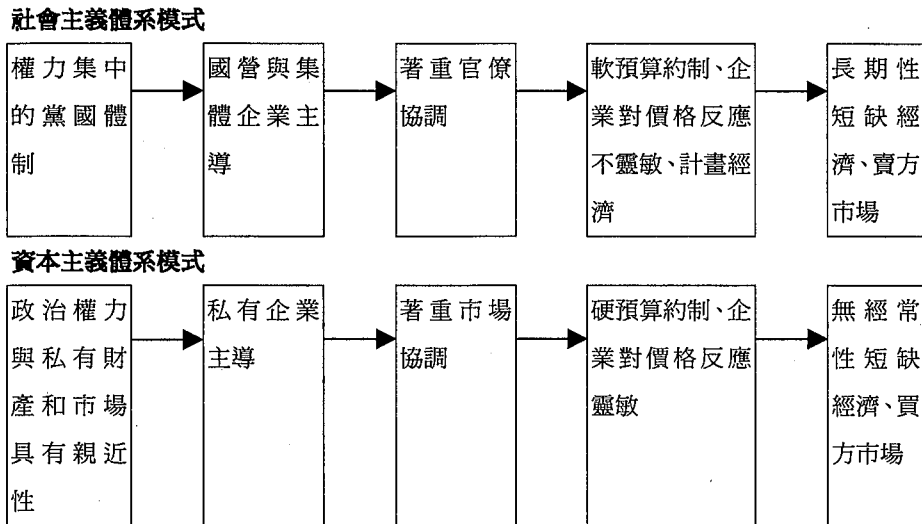 社會主義體系模式
權力集中
的黨國體
制
國營與集
體企業主
導
著重官僚
協調
軟預算約制、企
業對價格反應
不靈敏、計畫經
濟
長期性
短缺經
濟、賣方
市場
資本主義體系模式
政治權力
與私有財
產和市場
具有親近
性
私有企業
主導
著重市場
協調
硬預算約制、企
業對價格反應
靈敏
無經常
性短缺
經濟、買
方市場